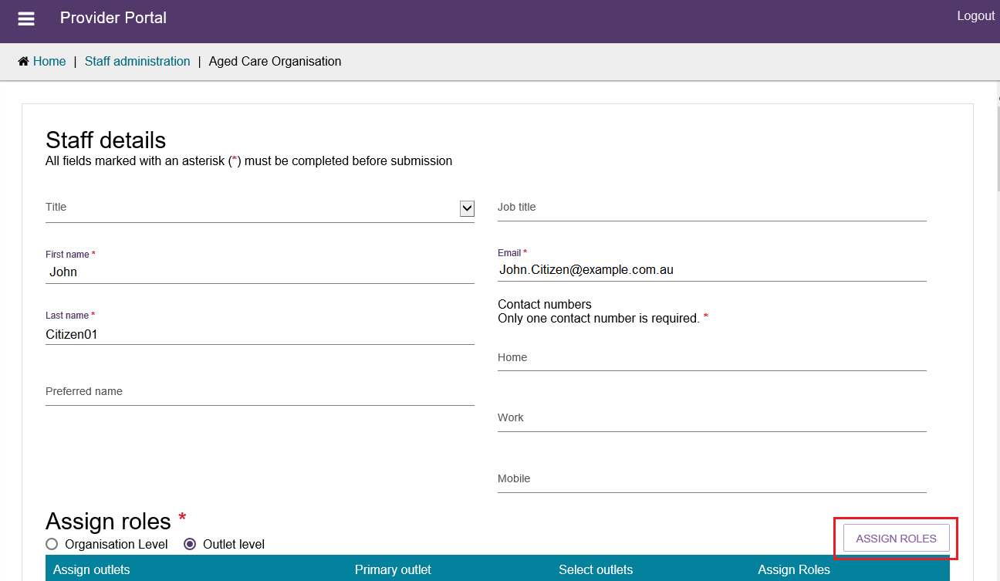 Provider Portal
Logout
Home | Staff administration | Aged Care Organisation
Staff details
All fields marked with an asterisk (*) must be completed before submission
Title
Job title
First name *
John
Email *
John.Citizen@example.com.au
Contact numbers
Only one contact number is required. *
Last name *
Citizen01
Home
Preferred name
Work
Mobile
Assign roles *
Organisation Level Outlet level
ASSIGN ROLES
Assign outlets Primary outlet Select outlets Assign Roles